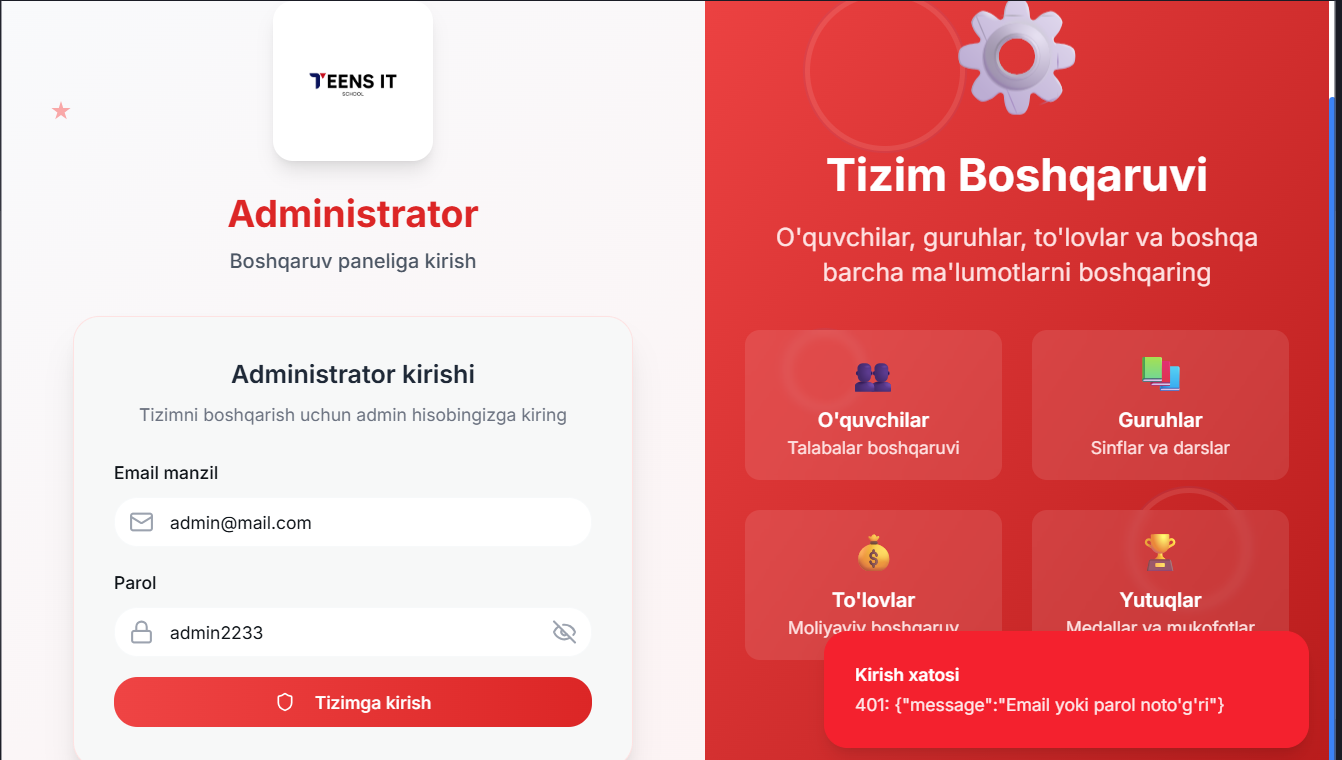 TEENS IT
SCHOOL
Administrator
Boshqaruv paneliga kirish
Administrator kirishi
Tizimni boshqarish uchun admin hisobingizga kiring
Email manzil
admin@mail.com
Parol
admin2233
Tizimga kirish
Tizim Boshqaruvi
O'quvchilar, guruhlar, to'lovlar va boshqa
barcha ma'lumotlarni boshqaring
O'quvchilar
Talabalar boshqaruvi
Guruhlar
Sinflar va darslar
To'lovlar
Moliyaviy boshqaruv
Yutuqlar
Medallar va mukofotlar
Kirish xatosi
401: {"message":"Email yoki parol noto'g'ri"}